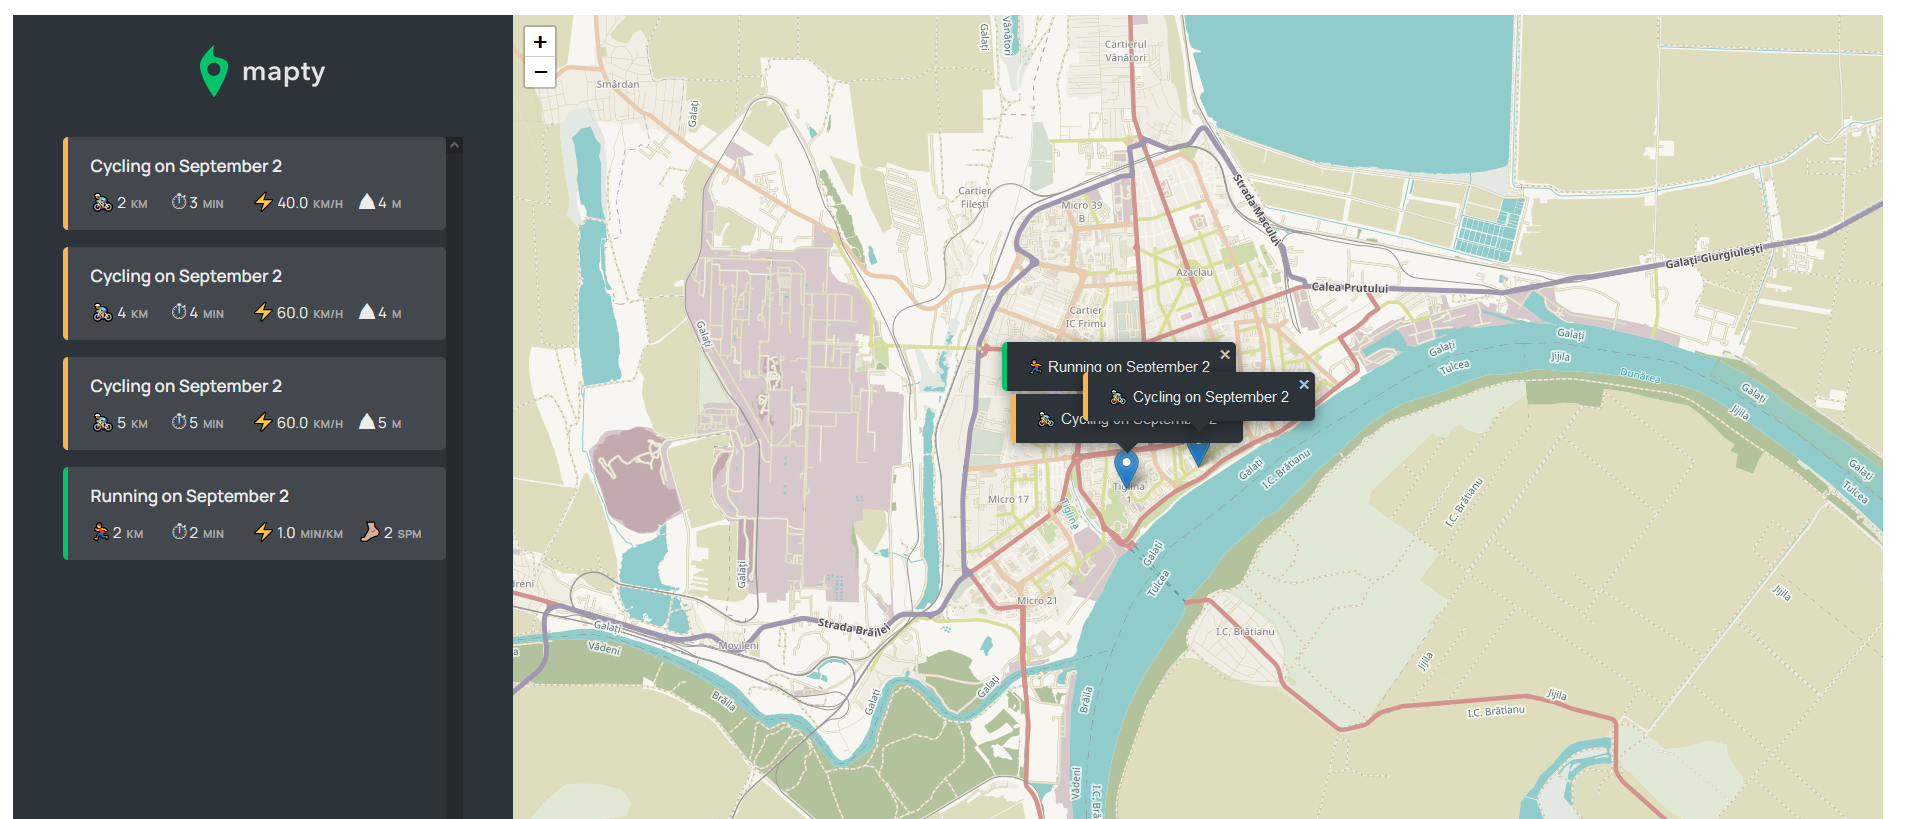 mapty
Cycling on September 2
2 KM
3 MIN
40.0 KM/H
4 M
Cycling on September 2
4 KM
4 MIN
60.0 KM/H
4 M
Cycling on September 2
5 KM
5 MIN
60.0 KM/H
5 M
Running on September 2
2 KM
2 MIN
1.0 MIN/KM
2 SPM
+
−
Galați
Vânători
Cartierul
Vânători
Smârdan
Galați
Cartier
Filești
Micro 39
B
Strada Macului
Azaclau
Galați-Giurgiulești
Calea Prutului
Cartier
IC Frimu
Galați
Galați
Jijila
Galați
Tulcea
Dunărea
Galați
Jijila
Running on September 2
×
Cycling on September 2
×
Cycling on September 2
Galați
I.C. Brătianu
Galați
Tulcea
Micro 17
Țiglina
1
Țiglina
I.C. Brătianu
Galați
Tulcea
Galați
dreni
Micro 21
Jijila
Strada Brăilei
Galați
Vădeni
Movileni
I.C. Brătianu
Jijila
Brăila
Galați
Galați
Brăila
Jijila
I.C. Brătianu
Vădeni
I.C. Bră